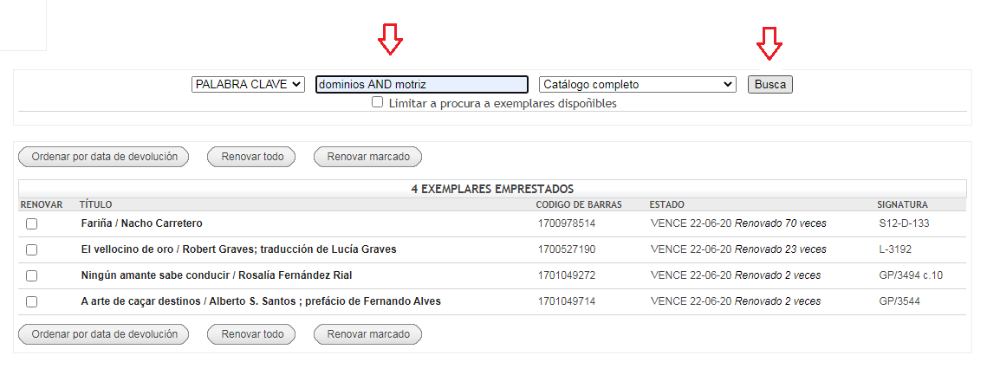 PALABRA CLAVE dominios AND motriz Catálogo completo Busca
Limitar a procura a exemplares dispoñibles
Ordenar por data de devolución Renovar todo Renovar marcado
4 EXEMPLARES EMPRESTADOS
RENOVAR TÍTULO CODIGO DE BARRAS ESTADO SIGNATURA
Fariña / Nacho Carretero 1700978514 VENCE 22-06-20 Renovado 70 veces S12-D-133
El vellocino de oro / Robert Graves; traducción de Lucía Graves 1700527190 VENCE 22-06-20 Renovado 23 veces L-3192
Ningún amante sabe conducir / Rosalía Fernández Rial 1701049272 VENCE 22-06-20 Renovado 2 veces GP/3494 c.10
A arte de caçar destinos / Alberto S. Santos ; prefácio de Fernando Alves 1701049714 VENCE 22-06-20 Renovado 2 veces GP/3544
Ordenar por data de devolución Renovar todo Renovar marcado